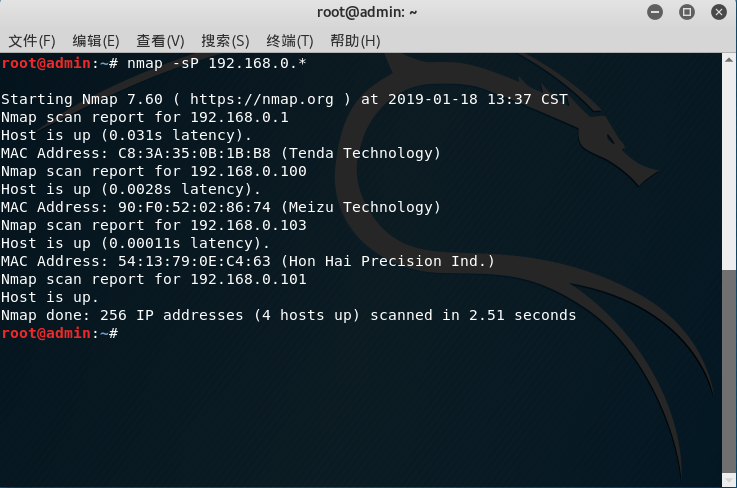 root@admin: ~
文件(F) 编辑(E) 查看(V) 搜索(S) 终端(T) 帮助(H)
root@admin:~# nmap -sP 192.168.0.*
Starting Nmap 7.60 ( https://nmap.org ) at 2019-01-18 13:37 CST
Nmap scan report for 192.168.0.1
Host is up (0.031s latency).
MAC Address: C8:3A:35:0B:1B:B8 (Tenda Technology)
Nmap scan report for 192.168.0.100
Host is up (0.0028s latency).
MAC Address: 90:F0:52:02:86:74 (Meizu Technology)
Nmap scan report for 192.168.0.103
Host is up (0.00011s latency).
MAC Address: 54:13:79:0E:C4:63 (Hon Hai Precision Ind.)
Nmap scan report for 192.168.0.101
Host is up.
Nmap done: 256 IP addresses (4 hosts up) scanned in 2.51 seconds
root@admin:~#